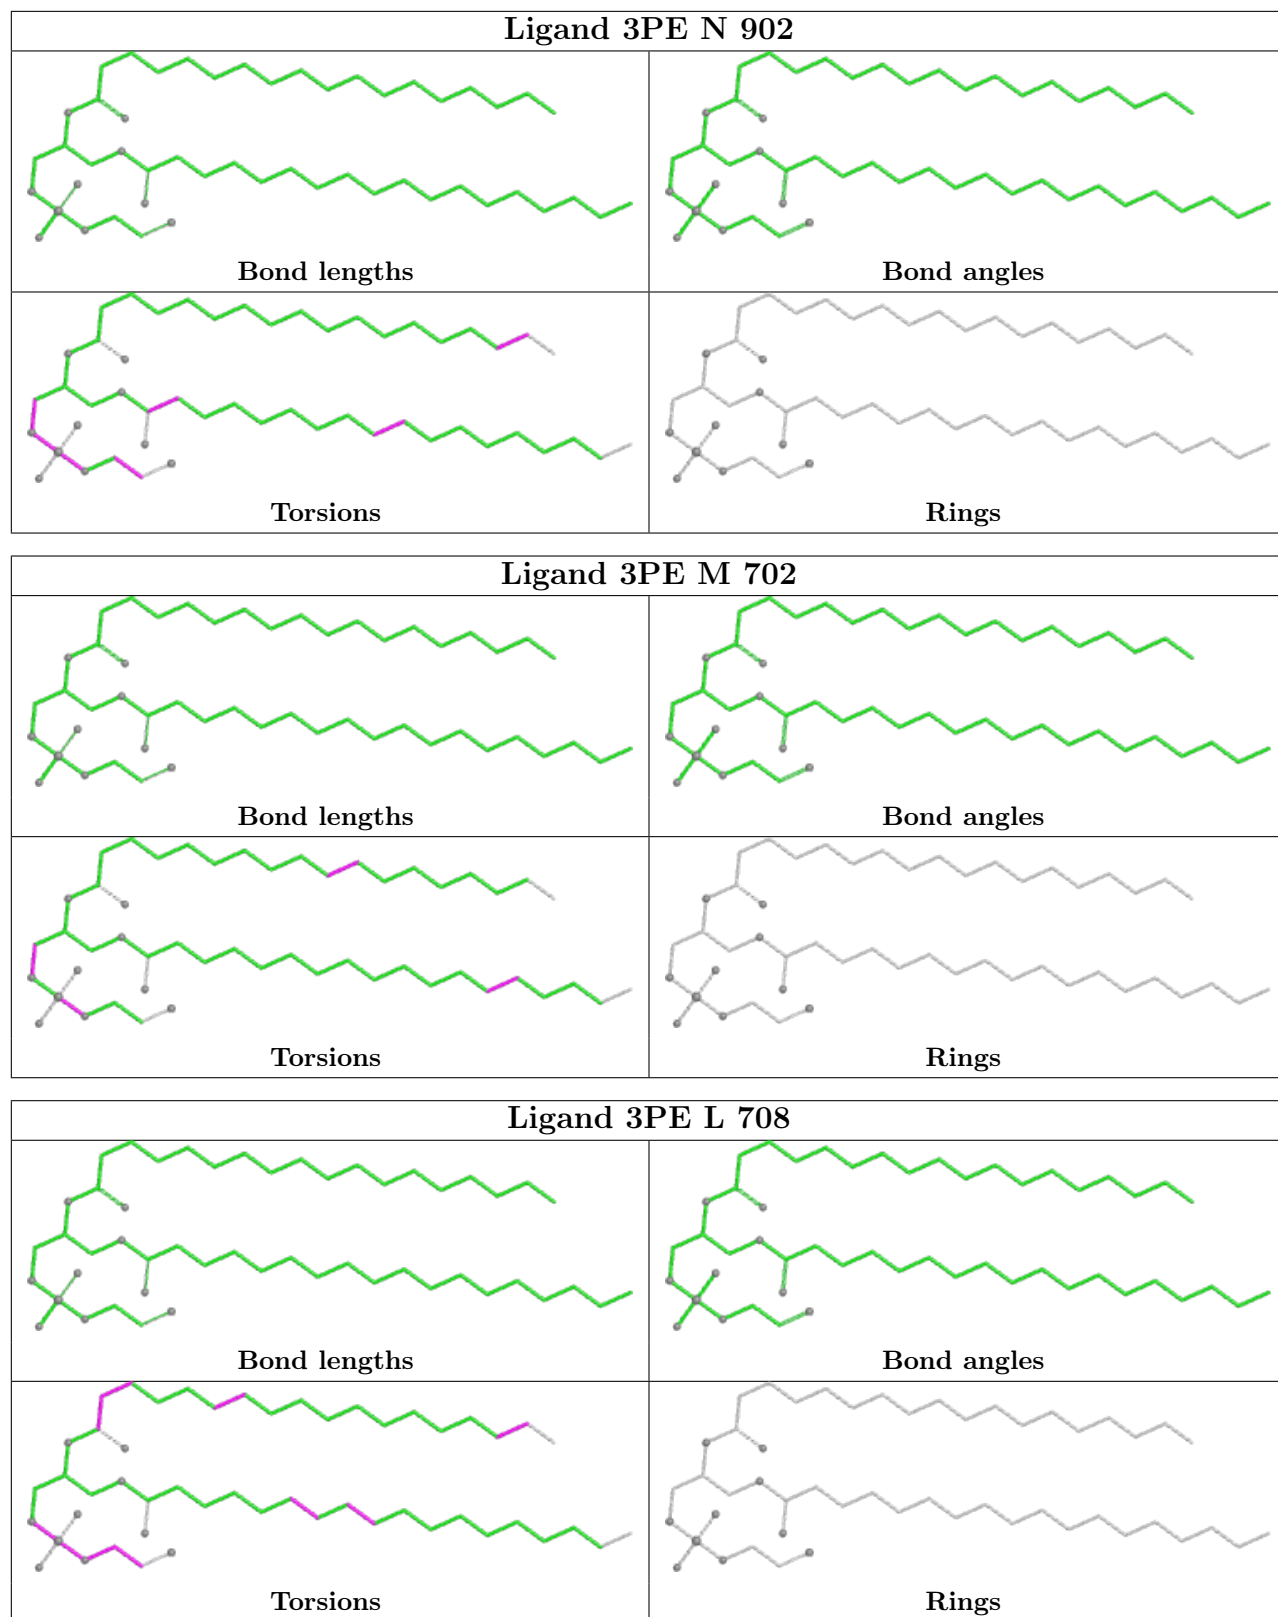 Ligand 3PE N 902
Bond lengths
Bond angles
Torsions
Rings
Ligand 3PE M 702
Bond lengths
Bond angles
Torsions
Rings
Ligand 3PE L 708
Bond lengths
Bond angles
Torsions
Rings